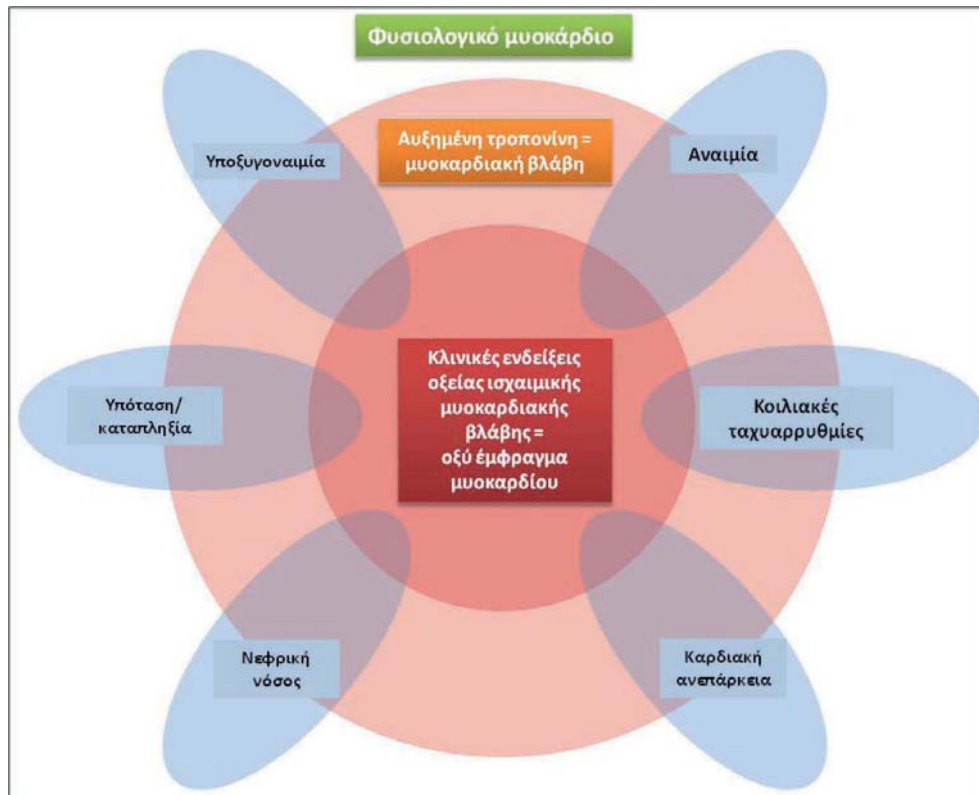 Φυσιολογικό μυοκάρδιο
Αυξημένη τροπονίνη =
μυοκαρδιακή βλάβη
Υποξυγοναιμία
Αναιμία
Κλινικές ενδείξεις
οξείας ισχαιμικής
μυοκαρδιακής
βλάβης =
οξύ έμφραγμα
μυοκαρδίου
Υπόταση/
καταπληξία
Κοιλιακές
ταχυαρρυθμίες
Νεφρική
νόσος
Καρδιακή
ανεπάρκεια